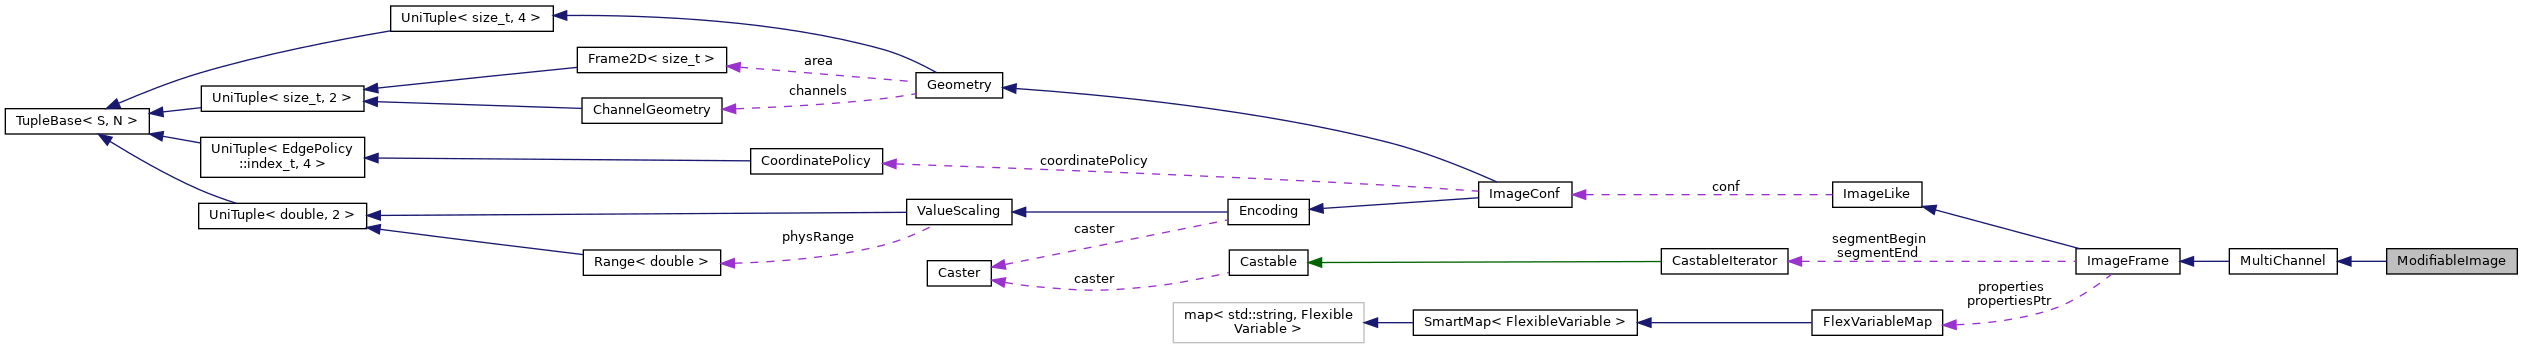 UniTuple< size_t, 4 >
Frame2D< size_t >
area
Geometry
UniTuple< size_t, 2 >
channels
ChannelGeometry
TupleBase< S, N >
UniTuple< EdgePolicy
::index_t, 4 >
CoordinatePolicy
coordinatePolicy
ImageConf
conf
ImageLike
UniTuple< double, 2 >
ValueScaling
Encoding
physRange
caster
segmentBegin
segmentEnd
Range< double >
Caster
Castable
CastableIterator
ImageFrame
MultiChannel
ModifiableImage
caster
properties
propertiesPtr
map< std::string, Flexible
Variable >
SmartMap< FlexibleVariable >
FlexVariableMap